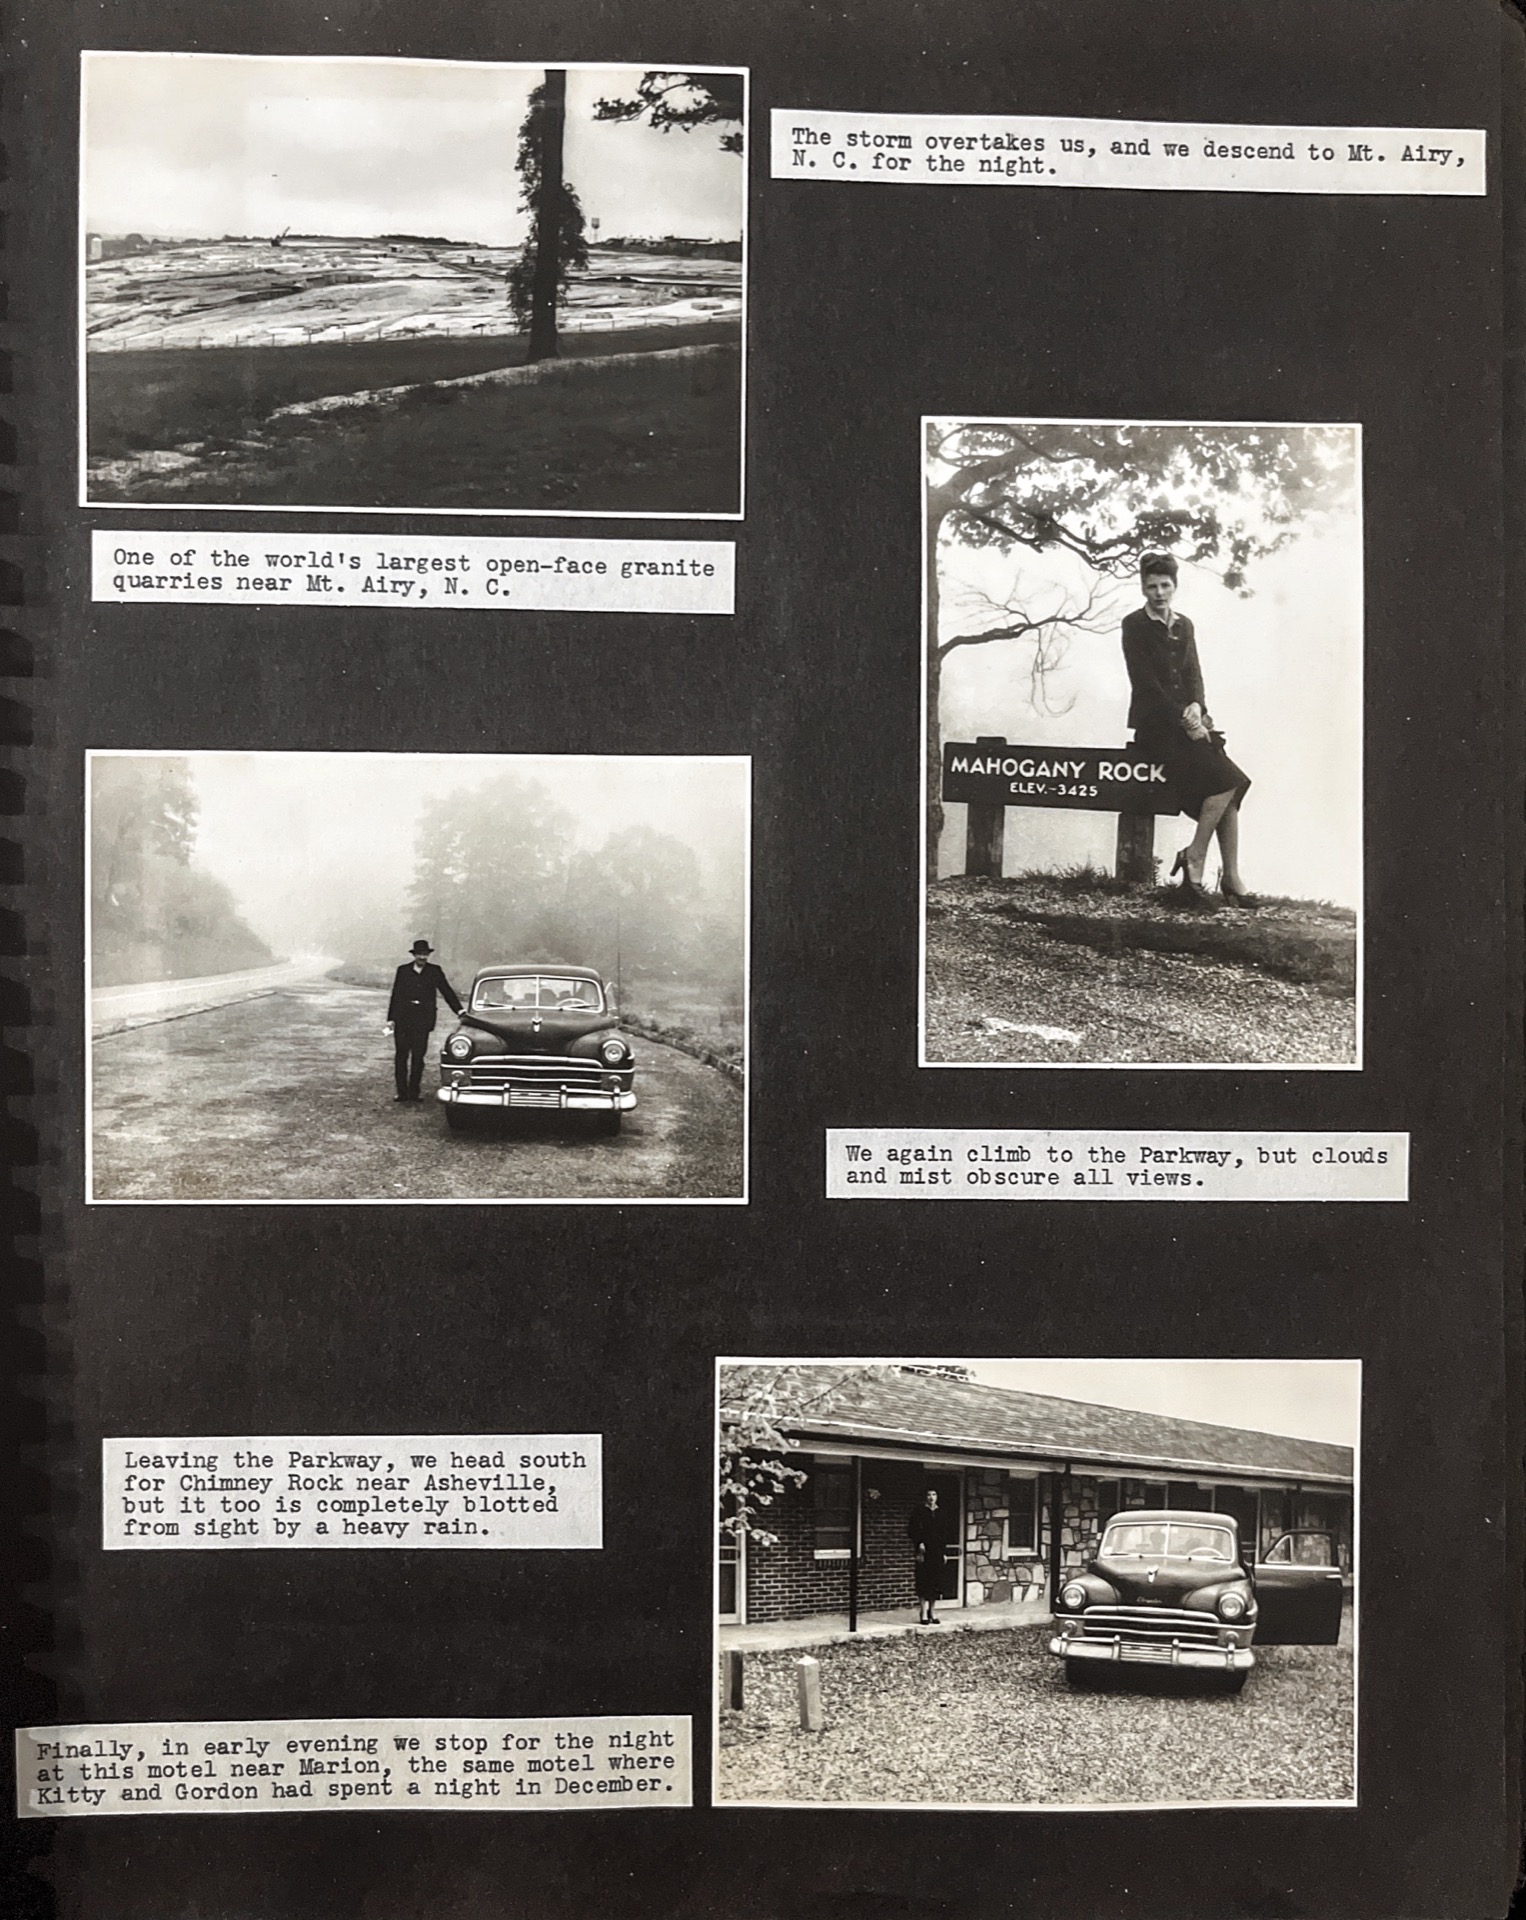 The storm overtakes us, and we descend to Mt. Airy,
N. C. for the night.
One of the world's largest open-face granite
quarries near Mt. Airy, N. C.
MAHOGANY ROCK
ELEV.-3425
We again climb to the Parkway, but clouds
and mist obscure all views.
Leaving the Parkway, we head south
for Chimney Rock near Asheville,
but it too is completely blotted
from sight by a heavy rain.
Chrysler
Finally, in early evening we stop for the night
at this motel near Marion, the same motel where
Kitty and Gordon had spent a night in December.